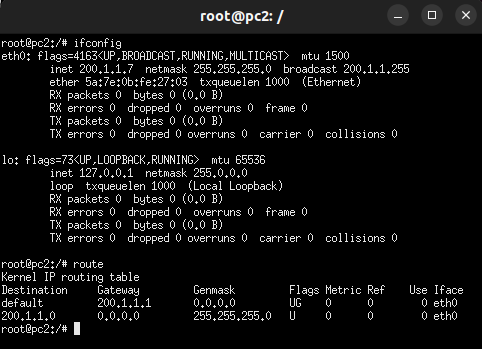 root@pc2: /
root@pc2:/# ifconfig
eth0: flags=4163<UP,BROADCAST,RUNNING,MULTICAST>  mtu 1500
        inet 200.1.1.7  netmask 255.255.255.0  broadcast 200.1.1.255
        ether 5a:7e:0b:fe:27:03  txqueuelen 1000  (Ethernet)
        RX packets 0  bytes 0 (0.0 B)
        RX errors 0  dropped 0  overruns 0  frame 0
        TX packets 0  bytes 0 (0.0 B)
        TX errors 0  dropped 0 overruns 0  carrier 0  collisions 0

lo: flags=73<UP,LOOPBACK,RUNNING>  mtu 65536
        inet 127.0.0.1  netmask 255.0.0.0
        loop  txqueuelen 1000  (Local Loopback)
        RX packets 0  bytes 0 (0.0 B)
        RX errors 0  dropped 0  overruns 0  frame 0
        TX packets 0  bytes 0 (0.0 B)
        TX errors 0  dropped 0 overruns 0  carrier 0  collisions 0

root@pc2:/# route
Kernel IP routing table
Destination     Gateway         Genmask         Flags Metric Ref    Use Iface
default         200.1.1.1       0.0.0.0         UG    0      0        0 eth0
200.1.1.0       0.0.0.0         255.255.255.0   U     0      0        0 eth0
root@pc2:/#